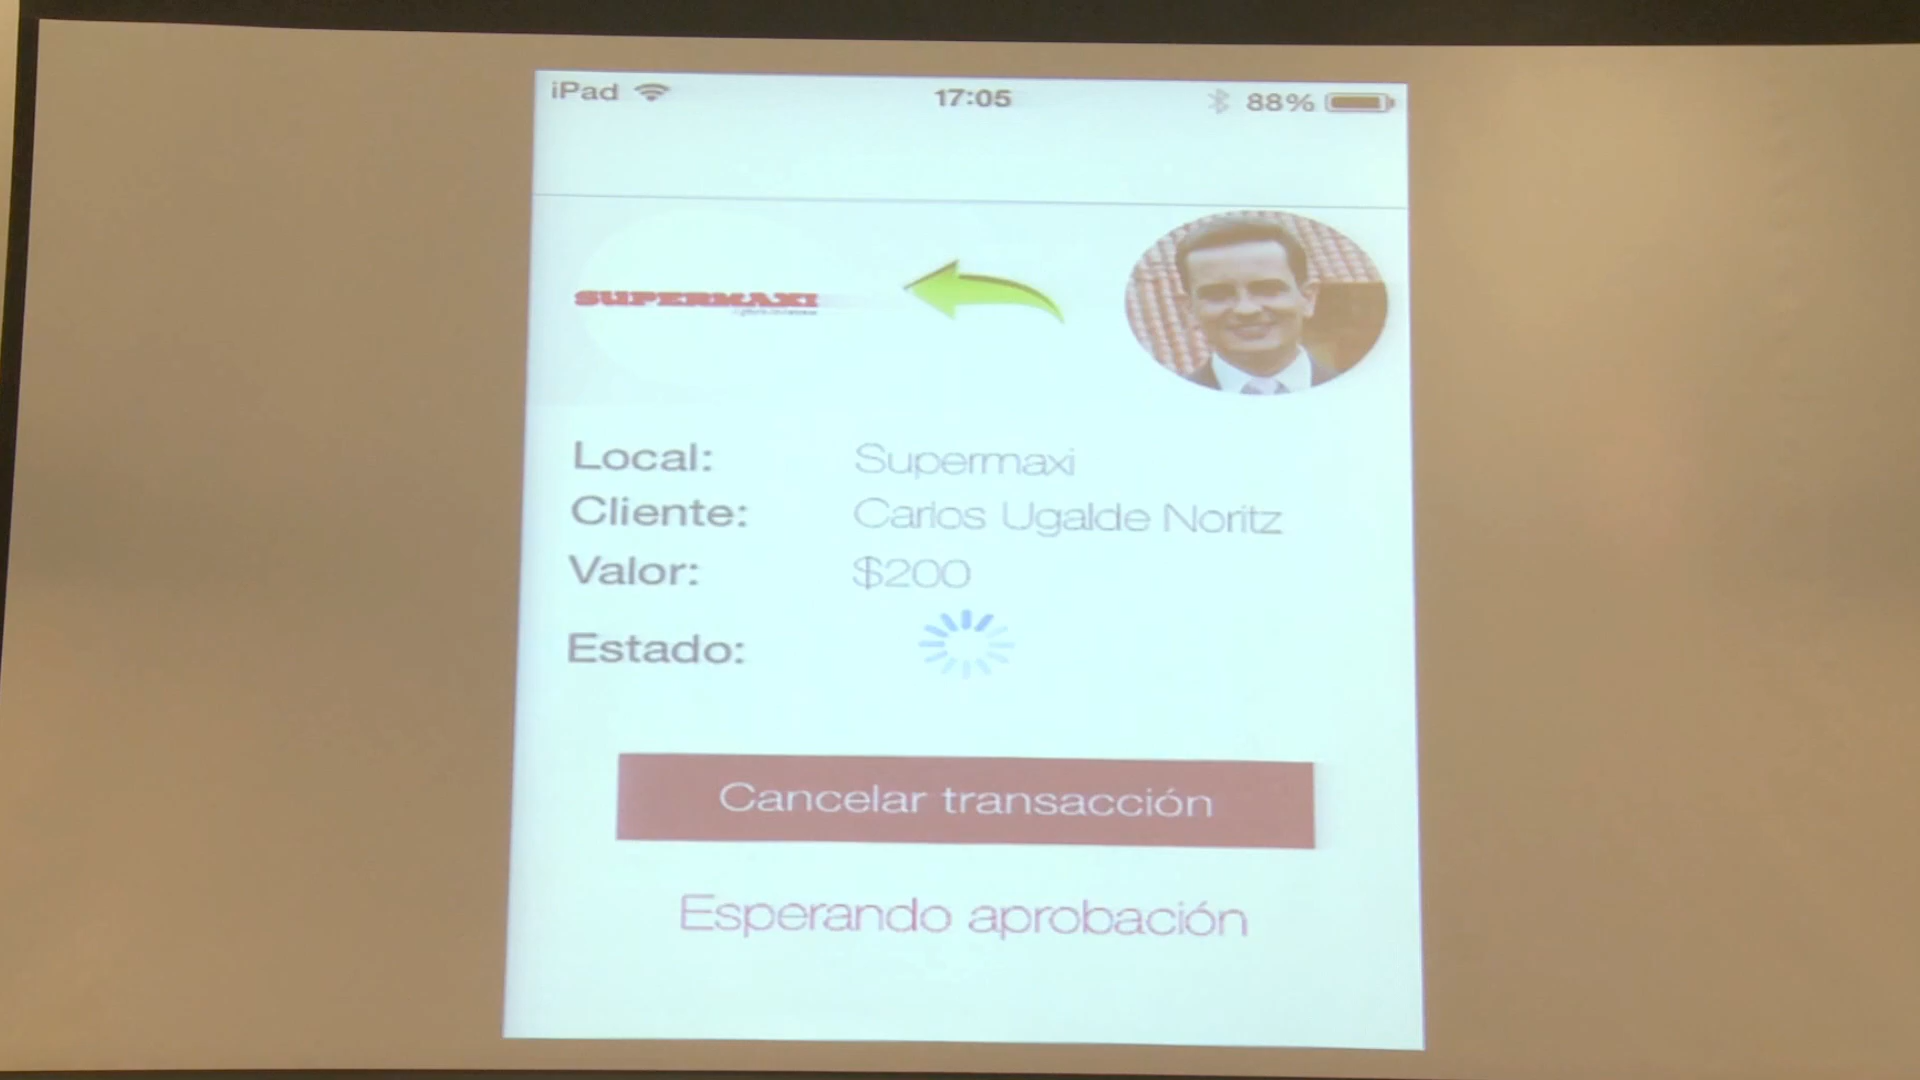 iPad 17:05 88%
SUPERMAXI
Local: Supermaxi
Cliente: Carlos Ugalde Noritz
Valor: $200
Estado:
Cancelar transacción
Esperando aprobación